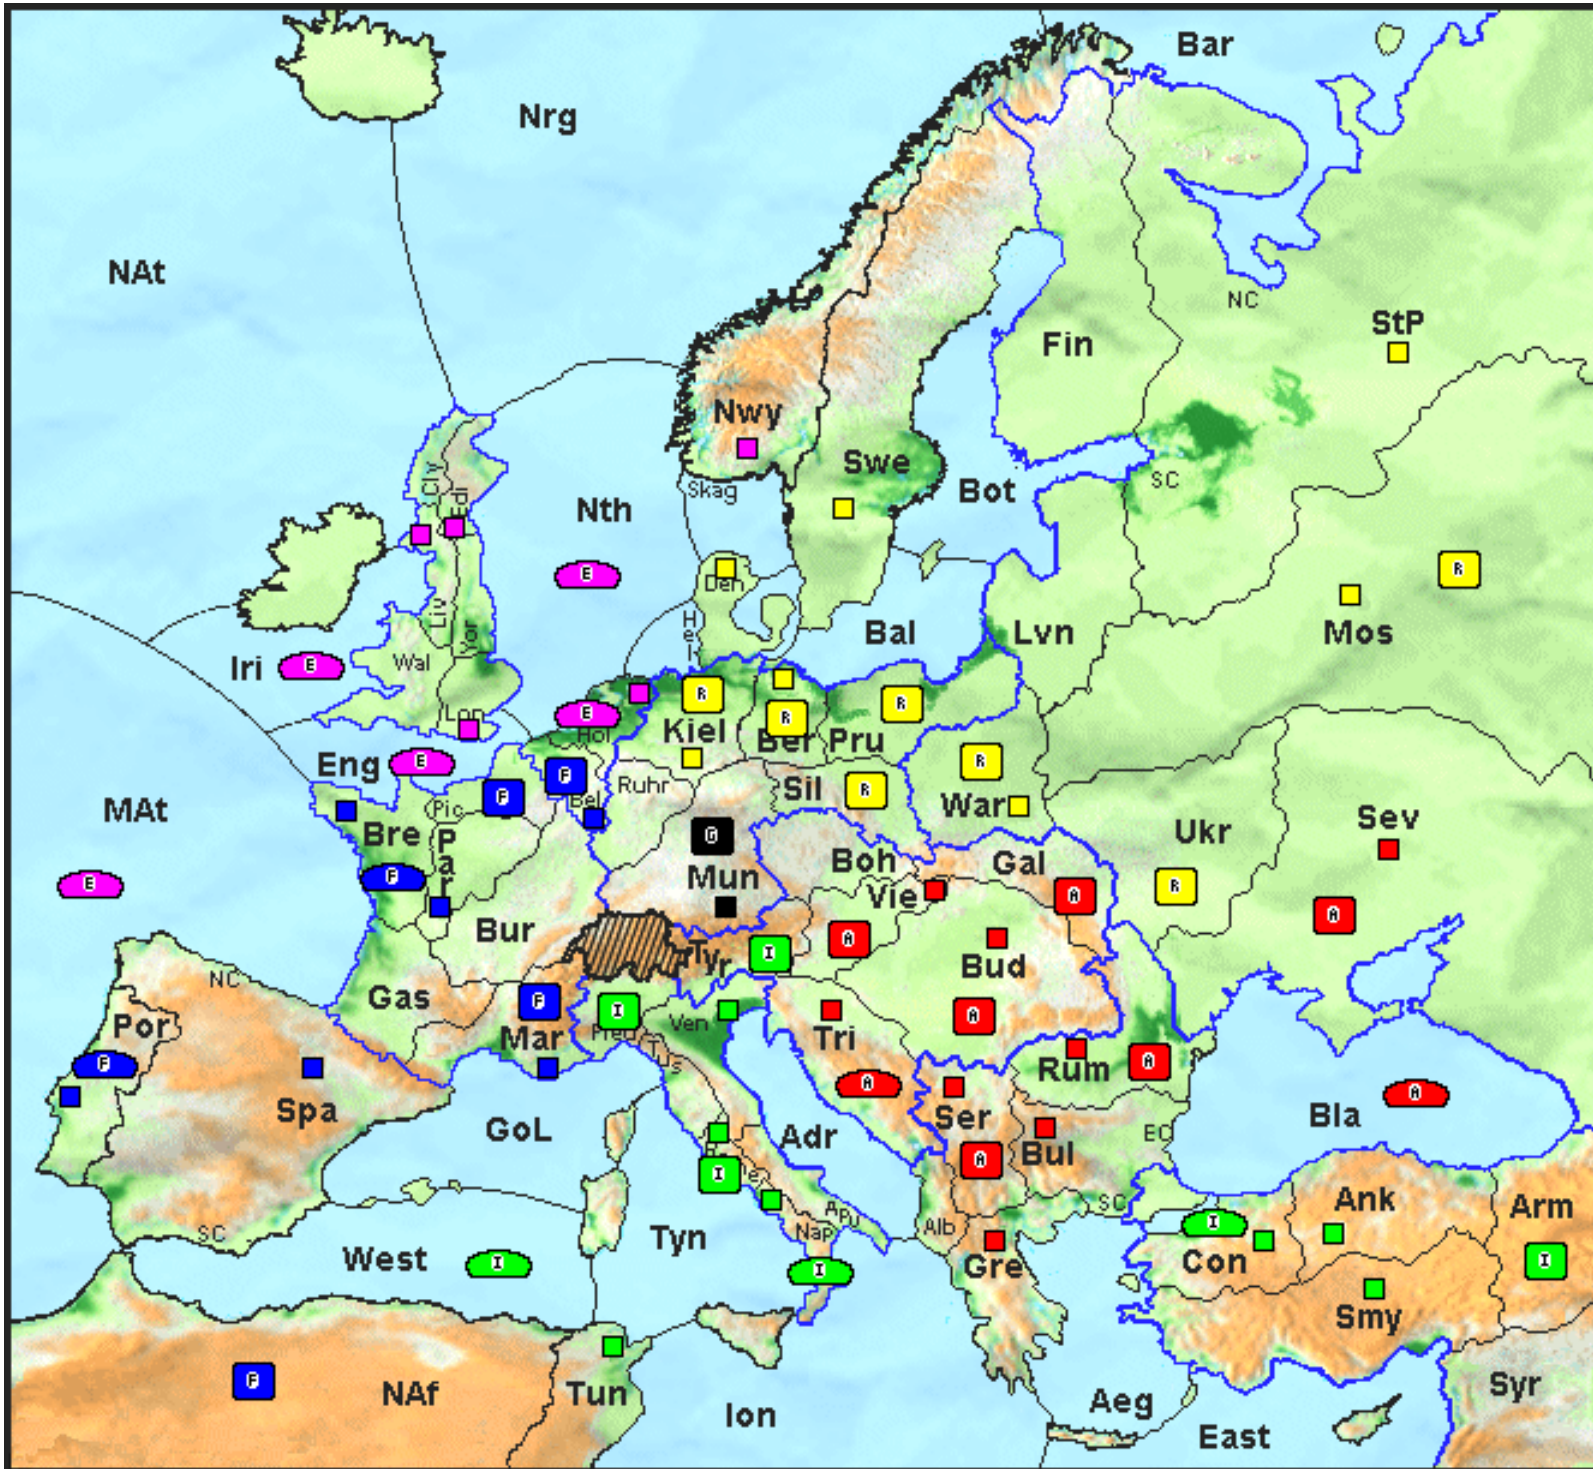 Bar
Nrg
NAt
NC
StP
Fin
Nwy
Swe
SC
Skag
Bot
Cly
Edi
Nth
E
Den
R
Hel
Liv
Yor
Bal
Lvn
Mos
Iri
E
Wal
R
R
R
Lon
E
Hol
Kiel
Ber
Pru
Eng
E
F
Ruhr
R
Sil
R
War
MAt
F
Pic
Bel
Bre
Par
G
Boh
Gal
Ukr
Sev
E
F
Mun
Vie
A
R
A
Bur
Tyr
I
A
Bud
NC
Gas
F
I
A
Por
Mar
Pied
Ven
Tri
F
Tus
A
Rum
A
Spa
Ser
A
Bla
GoL
Adr
Bul
EC
I
A
SC
Ank
Arm
SC
Apu
Alb
I
West
Tyn
Nap
Gre
Con
I
I
I
Smy
F
NAf
Tun
Ion
Aeg
Syr
East